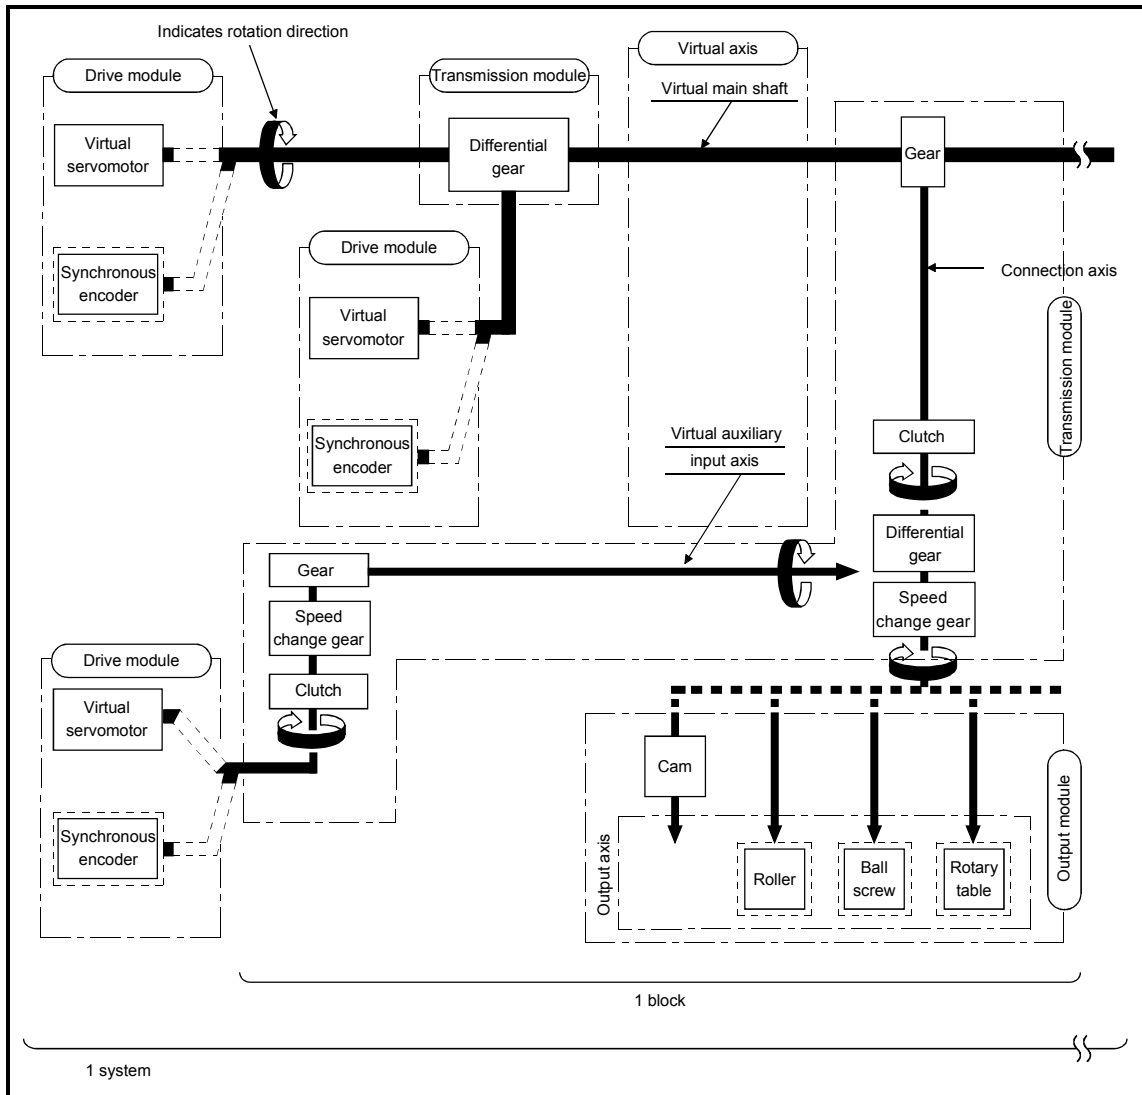 Indicates rotation direction
Drive module
Virtual
servomotor
Synchronous
encoder
Transmission module
Differential
gear
Virtual axis
Virtual main shaft
Gear
Connection axis
Transmission module
Drive module
Virtual
servomotor
Synchronous
encoder
Virtual auxiliary
input axis
Clutch
Differential
gear
Speed
change gear
Gear
Speed
change gear
Clutch
Drive module
Virtual
servomotor
Synchronous
encoder
Cam
Output axis
Roller
Ball
screw
Rotary
table
Output module
1 block
1 system